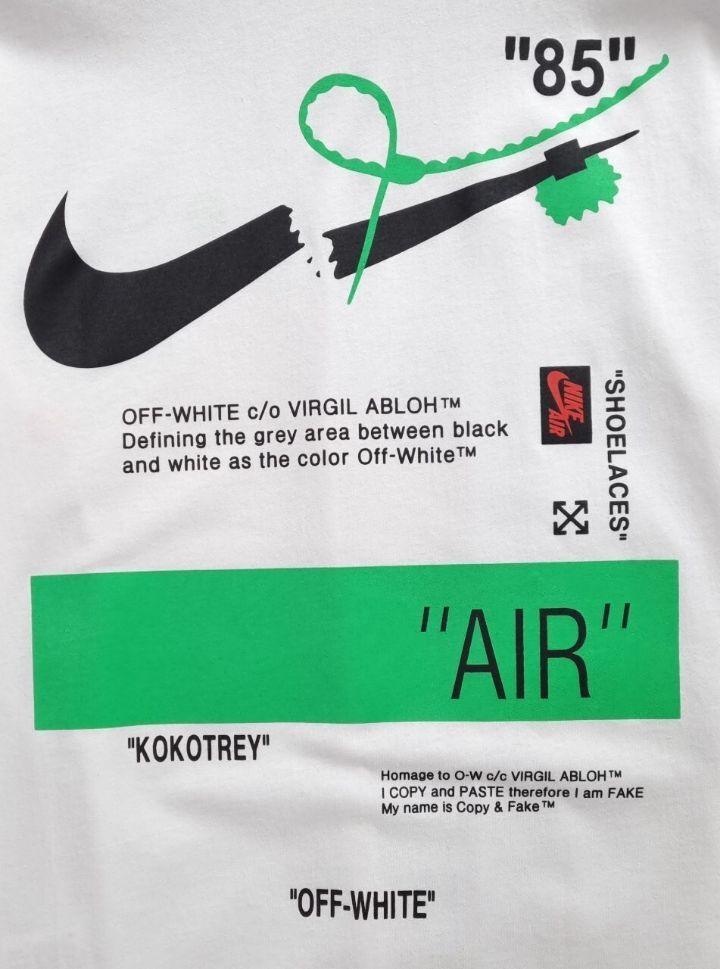 "85"
OFF-WHITE c/o VIRGIL ABLOH™
Defining the grey area between black
and white as the color Off-White™
NIKE
AIR
"SHOELACES"
"AIR"
"KOKOTREY"
Homage to O-W c/c VIRGIL ABLOH™
I COPY and PASTE therefore I am FAKE
My name is Copy & Fake™
"OFF-WHITE"